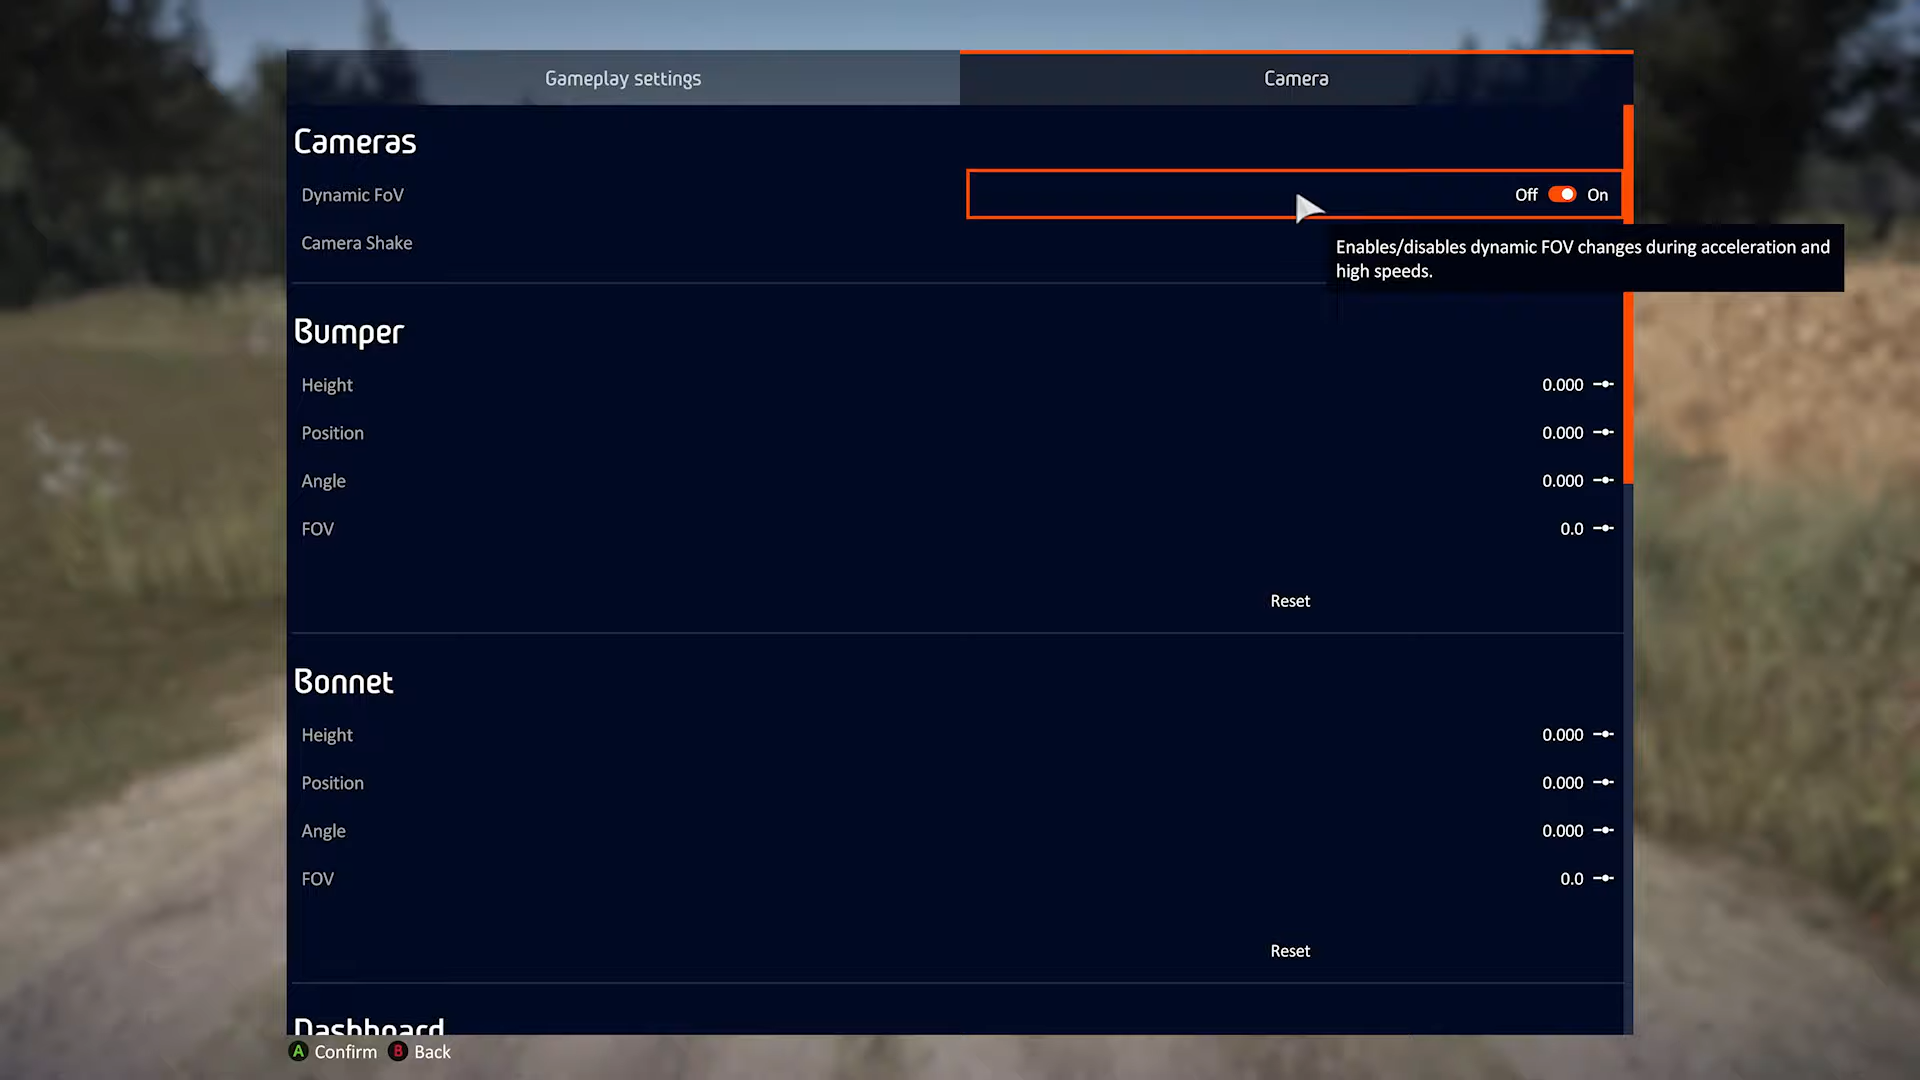 Gameplay settings
Camera
Cameras
Dynamic FoV
Off On
Camera Shake
Enables/disables dynamic FOV changes during acceleration and
high speeds.
Bumper
Height 0.000
Position 0.000
Angle 0.000
FOV 0.0
Reset
Bonnet
Height 0.000
Position 0.000
Angle 0.000
FOV 0.0
Reset
Dashboard
A Confirm B Back